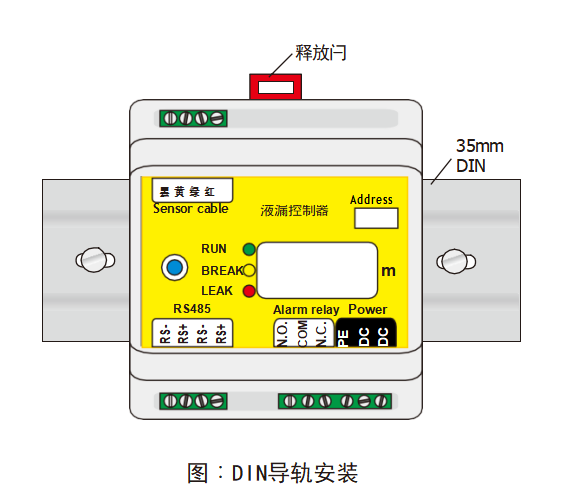 释放闩
35mm
DIN
墨 黄 绿 红
Sensor cable
液漏控制器
Address
RUN
BREAK
LEAK
m
RS485
Alarm relay
Power
RS-
RS+
RS-
RS+
N.O.
COM
N.C.
PE
DC
DC
图：DIN导轨安装